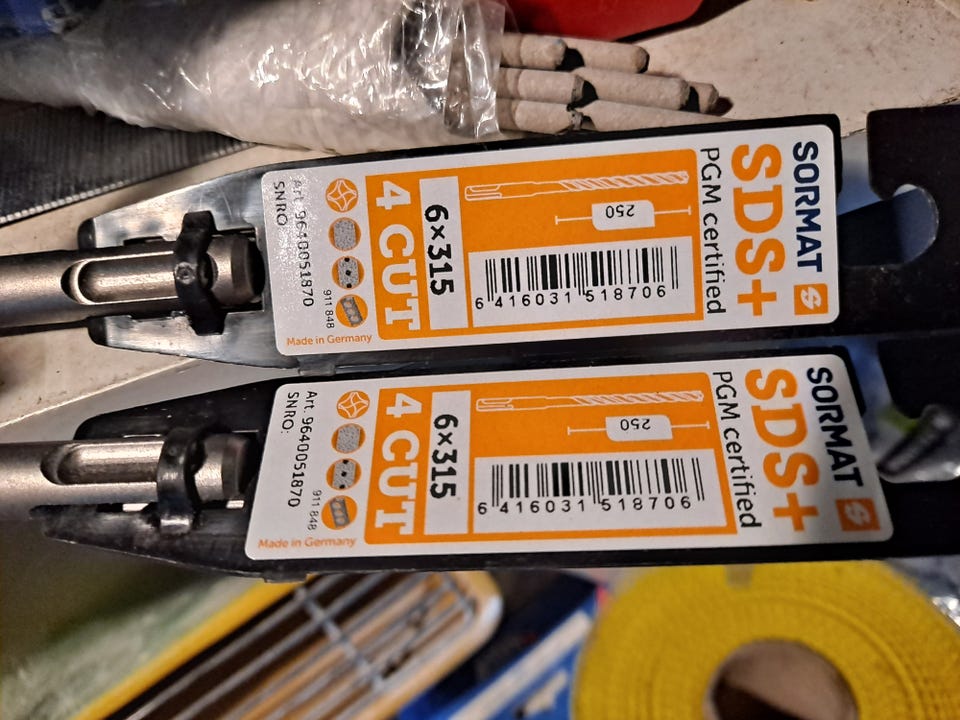 SORMAT
SDS+
PGM certified
250
6 416031 518706
6×315
4 CUT
911 848
Art. 9640051870
SNRO:
Made in Germany
SORMAT
SDS+
PGM certified
250
6 416031 518706
6×315
4 CUT
911 848
Art. 9640051870
SNRO:
Made in Germany